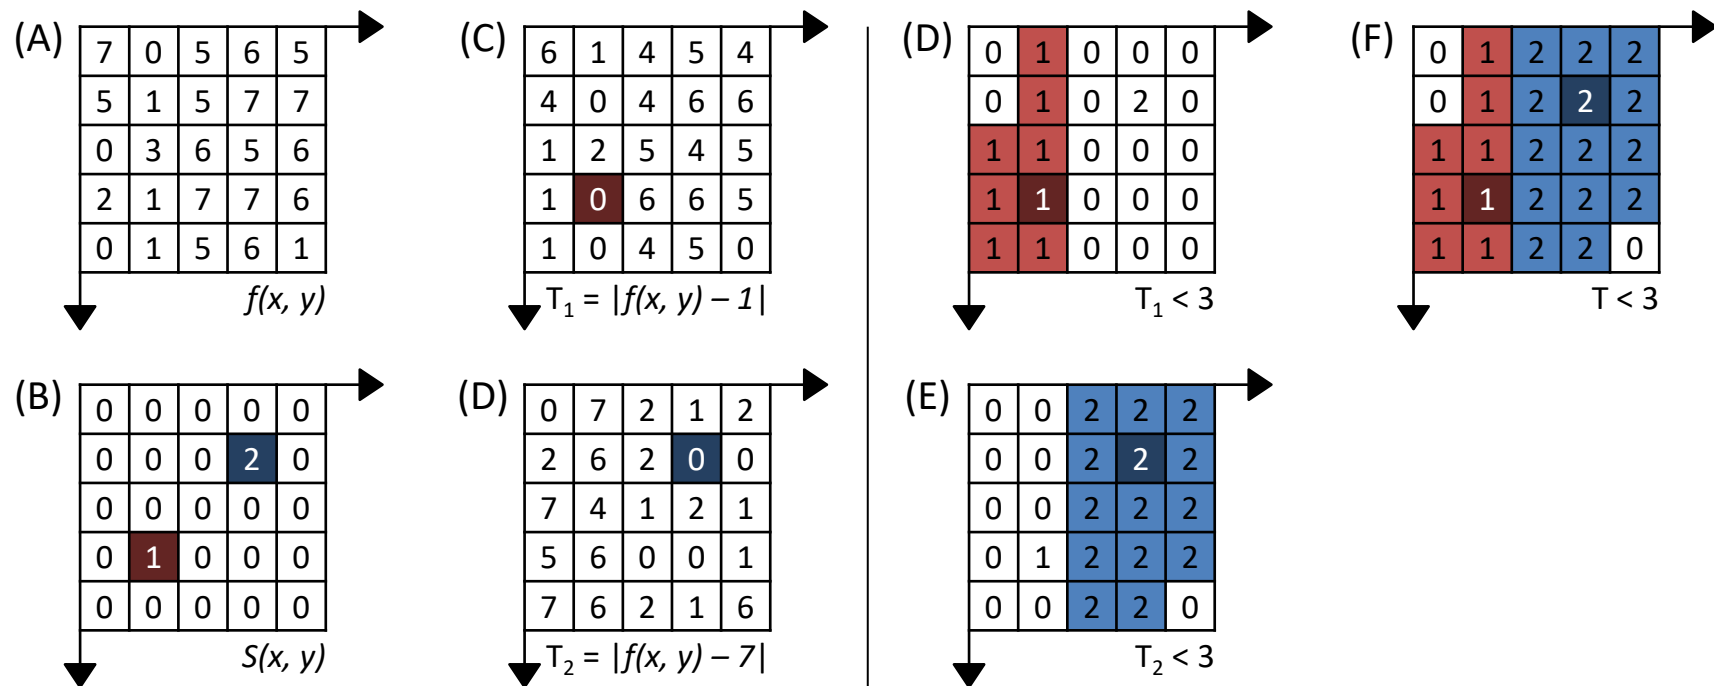 (A)
7 0 5 6 5
5 1 5 7 7
0 3 6 5 6
2 1 7 7 6
0 1 5 6 1
f(x, y)
(C)
6 1 4 5 4
4 0 4 6 6
1 2 5 4 5
1 0 6 6 5
1 0 4 5 0
T₁ = |f(x, y) – 1|
(D)
0 1 0 0 0
0 1 0 2 0
1 1 0 0 0
1 1 0 0 0
1 1 0 0 0
T₁ < 3
(F)
0 1 2 2 2
0 1 2 2 2
1 1 2 2 2
1 1 2 2 2
1 1 2 2 0
T < 3
(B)
0 0 0 0 0
0 0 0 2 0
0 0 0 0 0
0 1 0 0 0
0 0 0 0 0
S(x, y)
(D)
0 7 2 1 2
2 6 2 0 0
7 4 1 2 1
5 6 0 0 1
7 6 2 1 6
T₂ = |f(x, y) – 7|
(E)
0 0 2 2 2
0 0 2 2 2
0 0 2 2 2
0 1 2 2 2
0 0 2 2 0
T₂ < 3